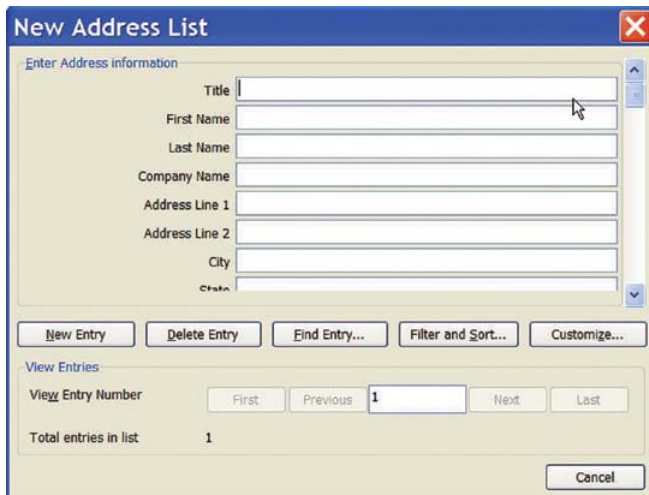 New Address List
Enter Address information
Title
First Name
Last Name
Company Name
Address Line 1
Address Line 2
City
State
New Entry Delete Entry Find Entry... Filter and Sort... Customize...
View Entries
View Entry Number First Previous 1 Next Last
Total entries in list 1
Cancel